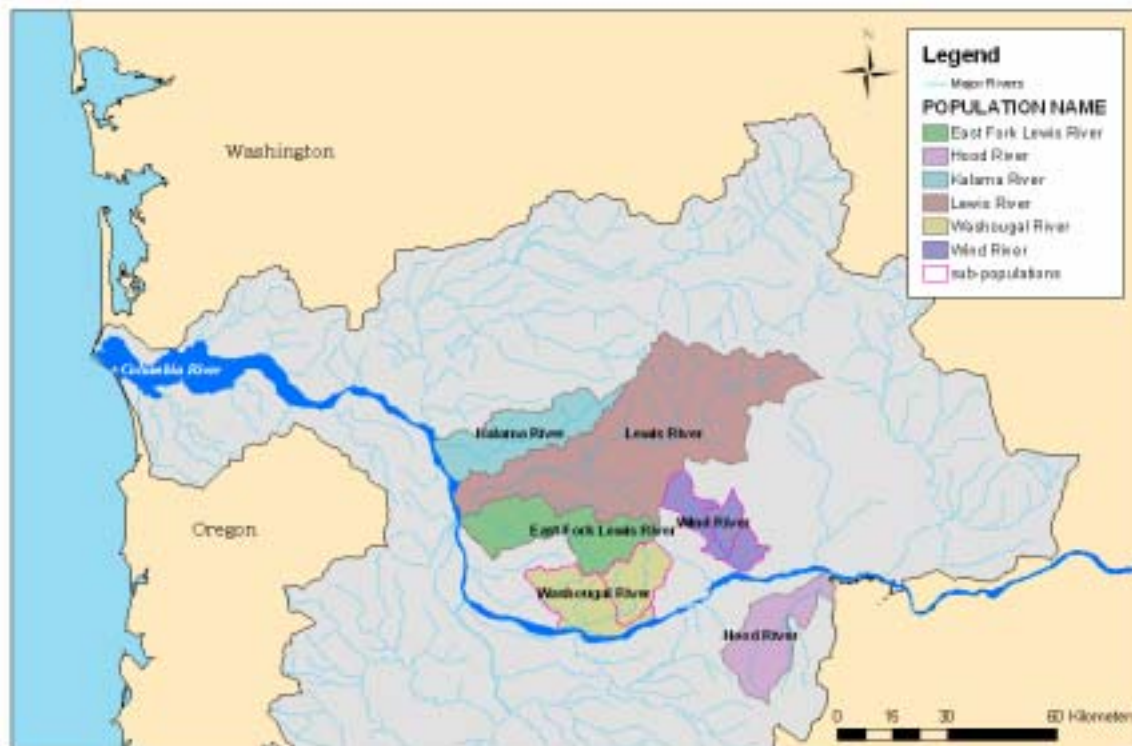 N
Legend
Major Rivers
POPULATION NAME
East Fork Lewis River
Hood River
Kalama River
Lewis River
Washougal River
Wind River
sub-populations
Washington
Columbia River
Kalama River
Lewis River
Oregon
East Fork Lewis River
Wind River
Washougal River
Hood River
0 15 30 60 Kilometers